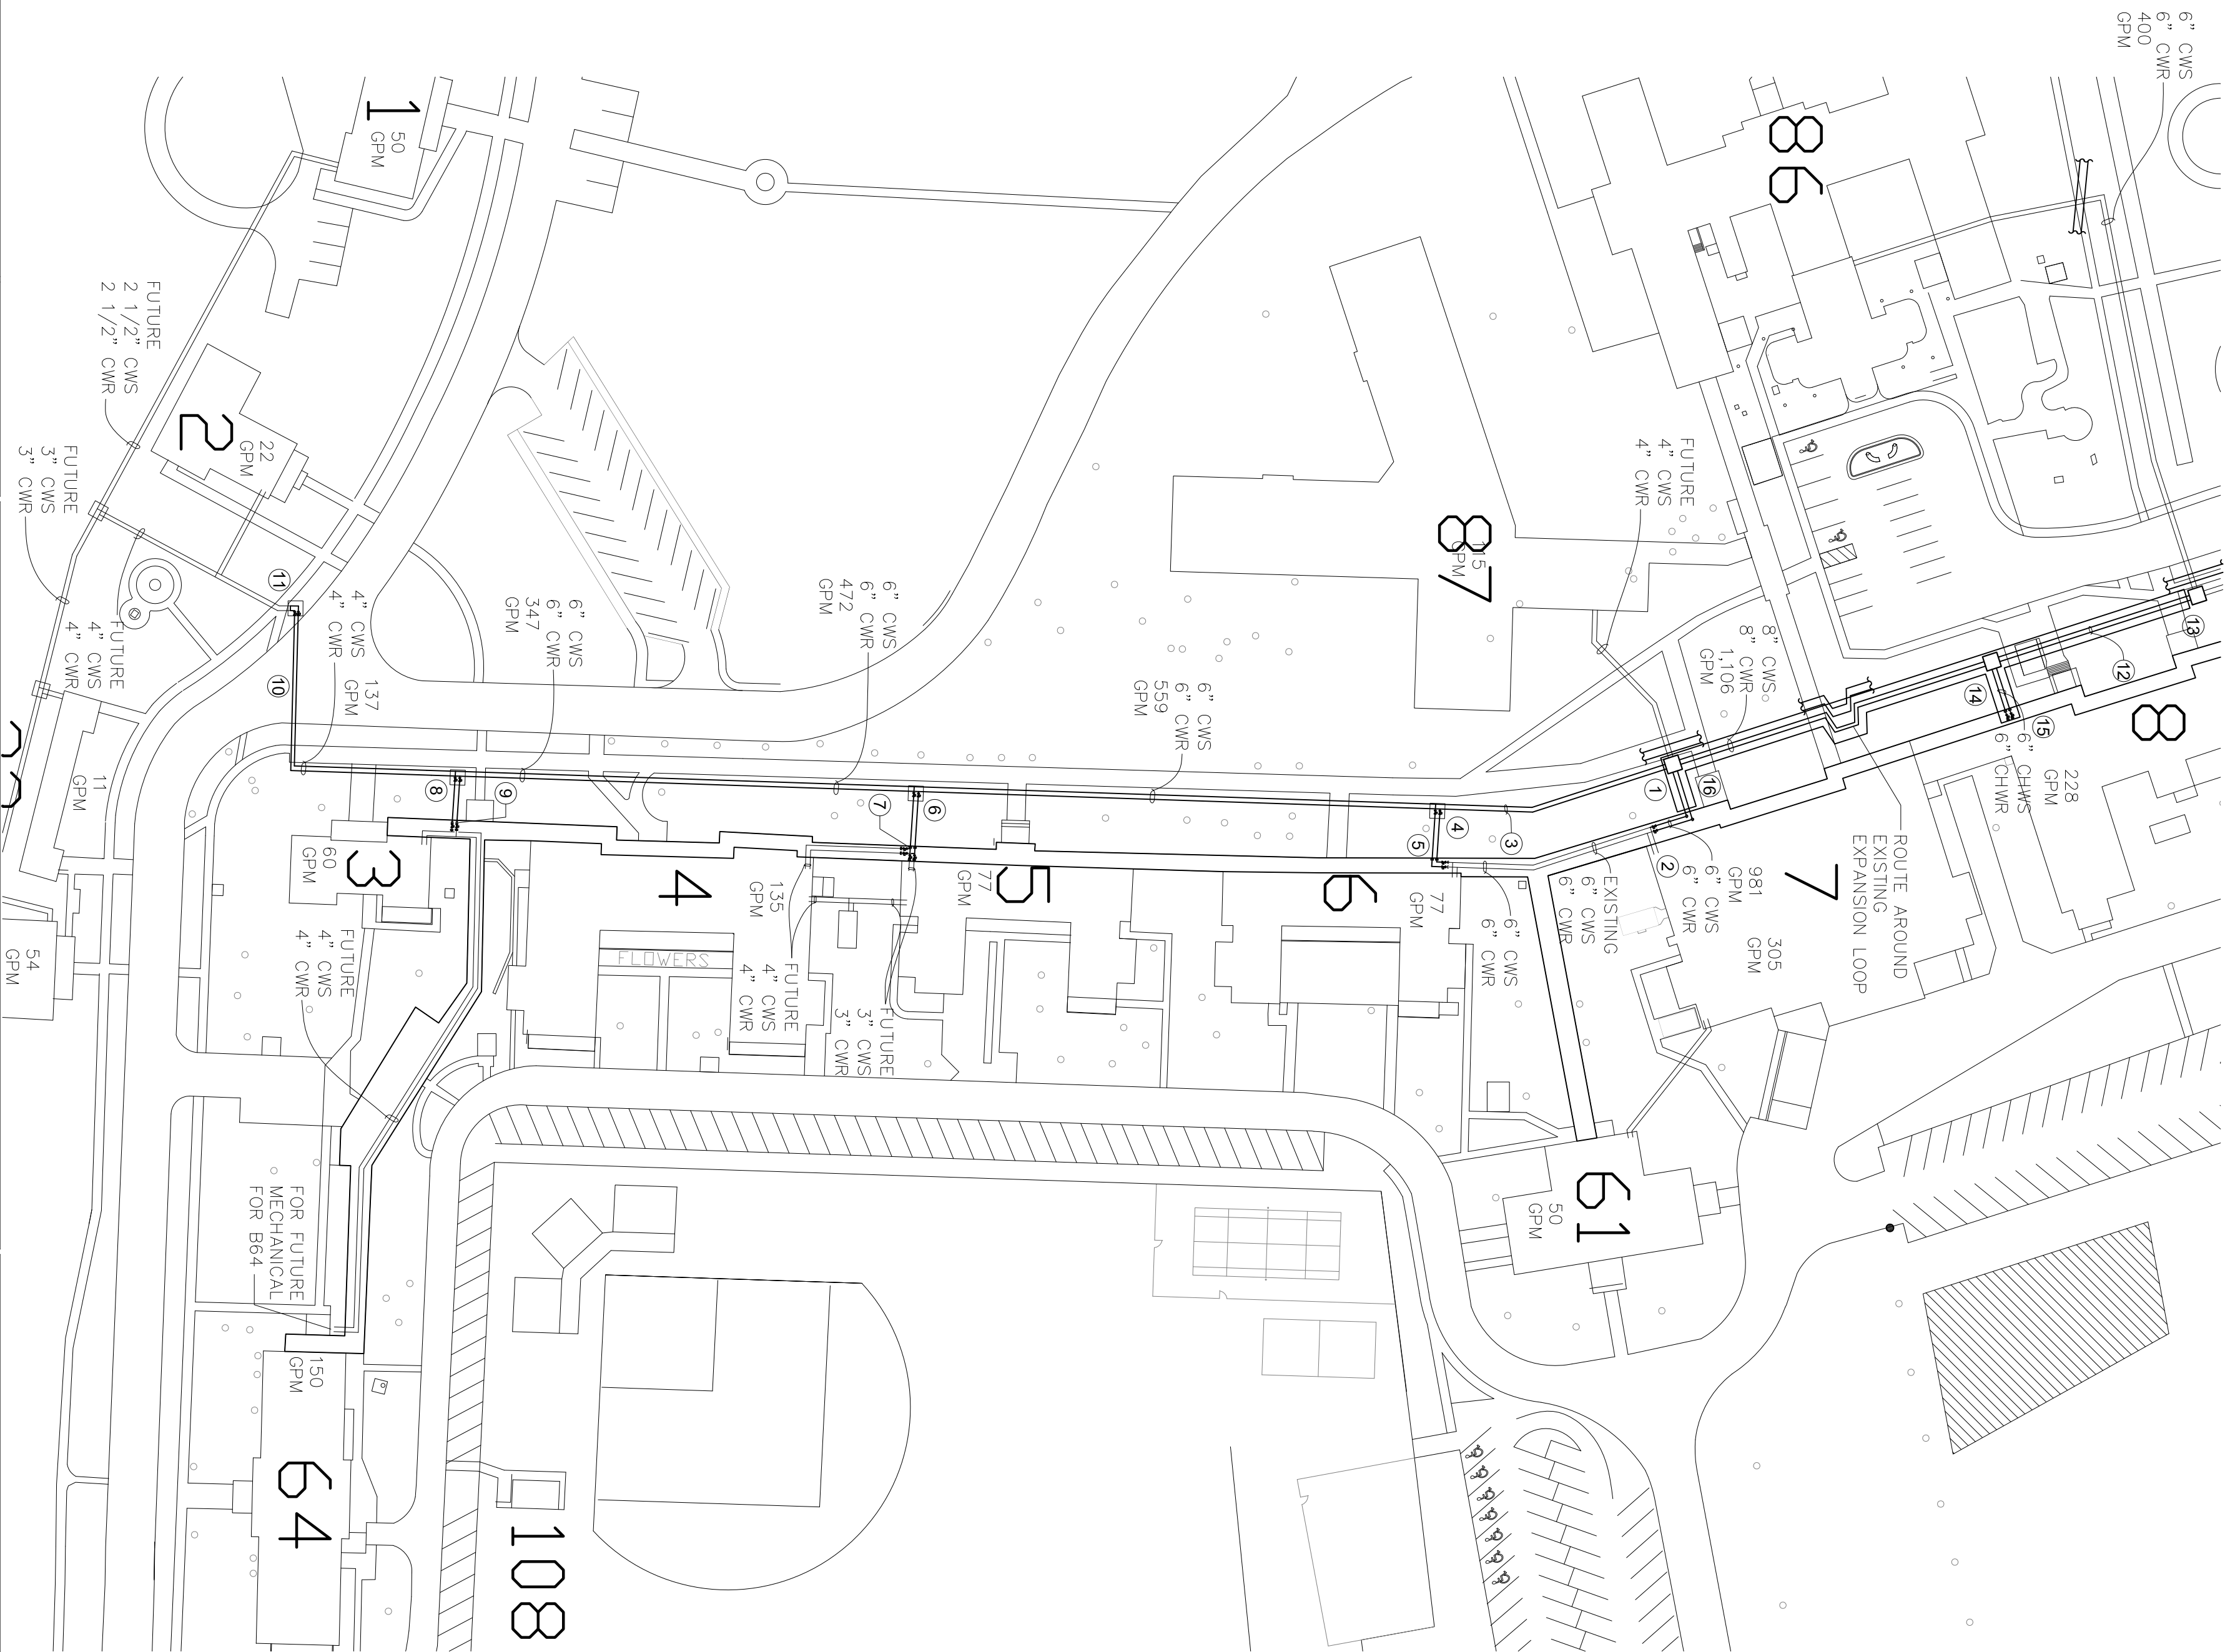 6" CWS
6" CWR
400
GPM
86
1
50
GPM
FUTURE
2 1/2" CWS
2 1/2" CWR
2
22
GPM
FUTURE
3" CWS
3" CWR
FUTURE
4" CWS
4" CWR
87
GPM
FUTURE
4" CWS
4" CWR
11
FUTURE
4" CWS
4" CWR
10
4" CWS
4" CWR
137
GPM
6" CWS
6" CWR
347
GPM
6" CWS
6" CWR
472
GPM
6" CWS
6" CWR
559
GPM
8" CWS
8" CWR
1,106
GPM
12
13
14
15
16
1
2
3
4
5
6
7
8
9
8
228
GPM
6" CHWS
6" CHWR
ROUTE AROUND
EXISTING
EXPANSION LOOP
7
305
GPM
6" CWS
6" CWR
981
GPM
EXISTING
6" CWS
6" CWR
6" CWS
6" CWR
6
77
GPM
5
77
GPM
135
GPM
4
FLOWERS
FUTURE
4" CWS
4" CWR
FUTURE
3" CWS
3" CWR
3
60
GPM
11
GPM
54
GPM
FUTURE
4" CWS
4" CWR
FOR FUTURE
MECHANICAL
FOR B64
150
GPM
64
61
50
GPM
108